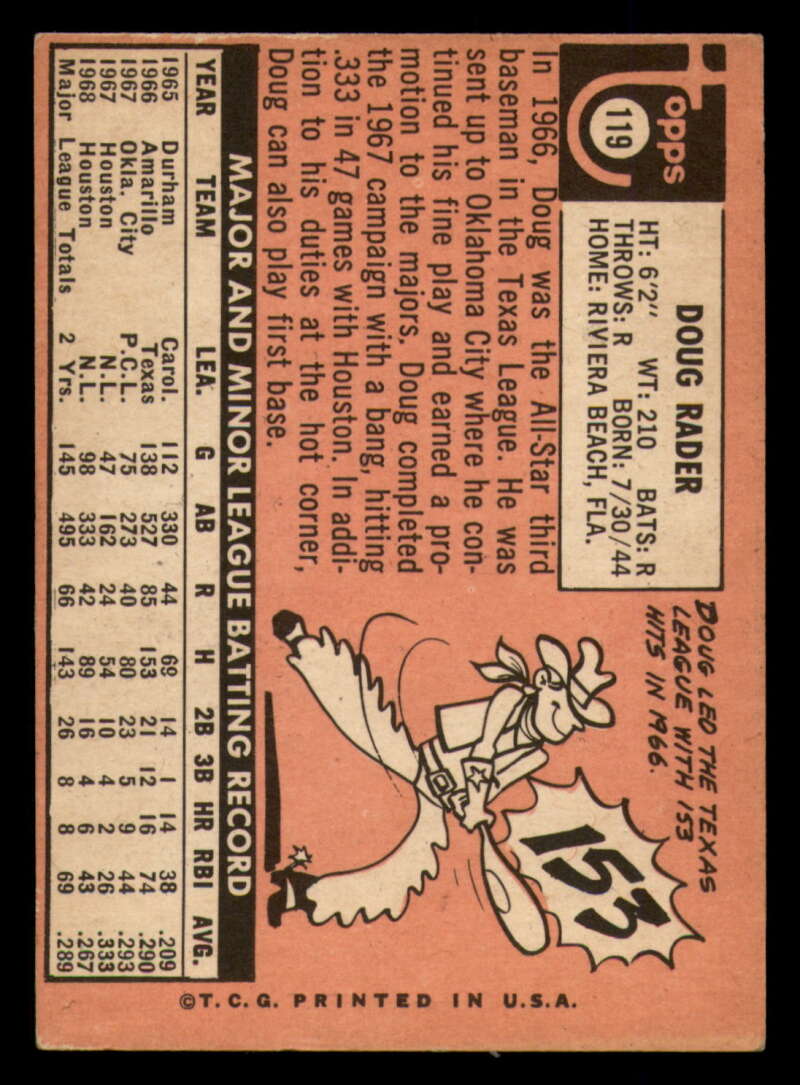 Topps
119
DOUG RADER
HT: 6'2" WT: 210 BATS: R
THROWS: R BORN: 7/30/44
HOME: RIVIERA BEACH, FLA.
In 1966, Doug was the All-Star third
baseman in the Texas League. He was
sent up to Oklahoma City where he con-
tinued his fine play and earned a pro-
motion to the majors. Doug completed
the 1967 campaign with a bang, hitting
.333 in 47 games with Houston. In addi-
tion to his duties at the hot corner,
Doug can also play first base.
DOUG LED THE TEXAS
LEAGUE WITH 153
HITS IN 1966.
153
MAJOR AND MINOR LEAGUE BATTING RECORD
YEAR TEAM LEA. G AB R H 2B 3B HR RBI AVG.
1965 Durham Carol. 112 330 44 69 14 1 14 38 .209
1966 Amarillo Texas 138 527 85 153 21 12 16 74 .290
1967 Okla. City P.C.L. 75 273 40 80 23 5 9 44 .293
1967 Houston N.L. 47 162 24 54 10 4 2 26 .333
1968 Houston N.L. 98 333 42 89 16 4 6 43 .267
Major League Totals 2 Yrs. 145 495 66 143 26 8 8 69 .289
©T.C.G. PRINTED IN U.S.A.